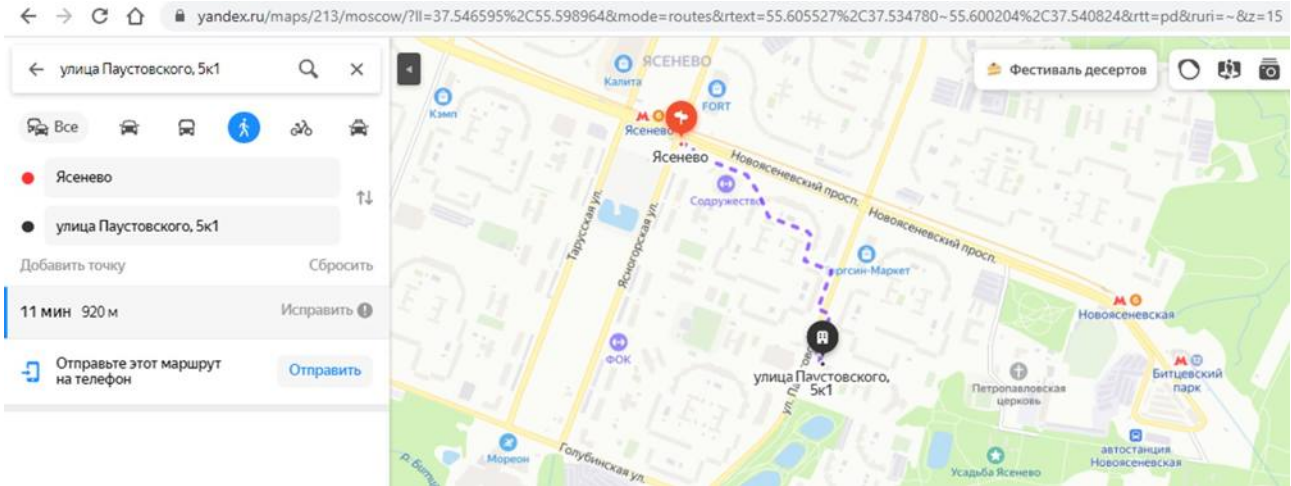 yandex.ru/maps/213/moscow/?ll=37.546595%2C55.598964&mode=routes&rtext=55.605527%2C37.534780~55.600204%2C37.540824&rtt=pd&ruri=~&z=15
улица Паустовского, 5к1
Все
Ясенево
улица Паустовского, 5к1
Добавить точку Сбросить
11 мин 920 м Исправить
Отправьте этот маршрут
на телефон
Отправить
Фестиваль десертов
ЯСЕНЕВО
Калита
Кэмп
FORT
Ясенево
Ясенево
Новоясеневский просп.
Содружество
Новоясеневский просп.
Тарусская ул.
Ясногорская ул.
Новоясеневская
ФОК
улица Паустовского,
5к1
Битцевский
парк
Петропавловская
церковь
Мореон
Голубинская ул.
автостанция
Новоясеневская
Усадьба Ясенево